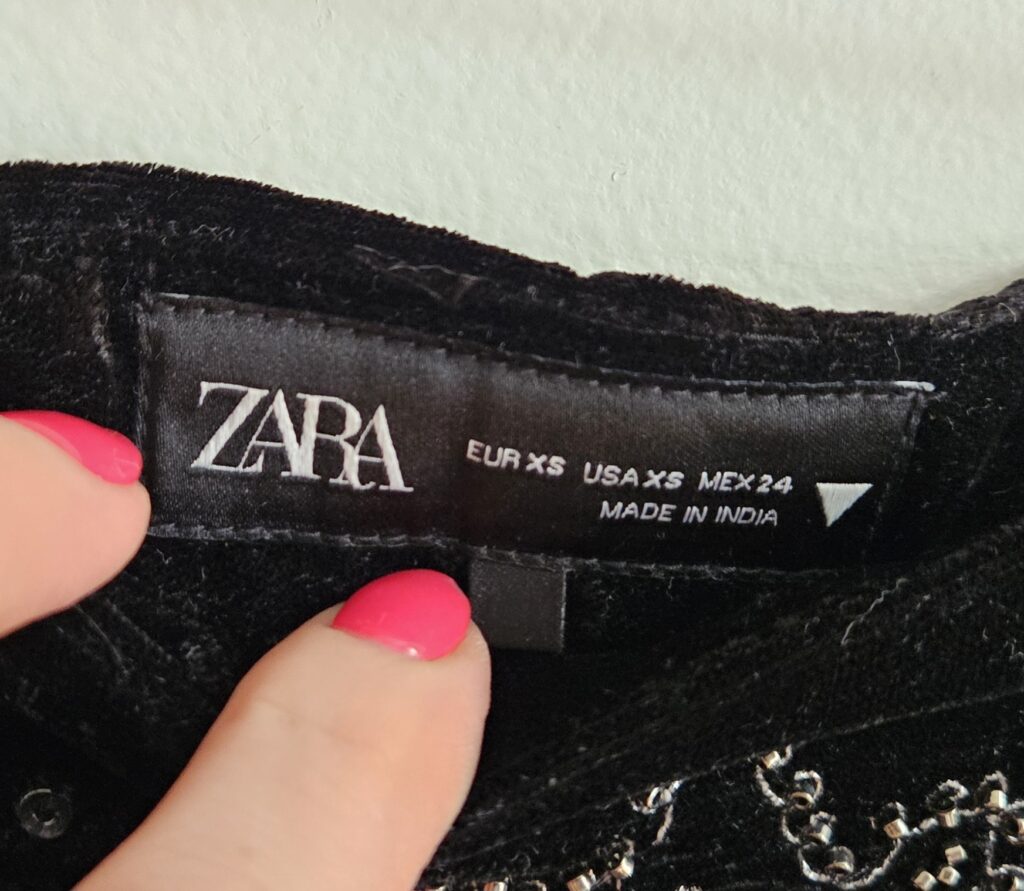 ZARA
EUR XS USA XS MEX 24
MADE IN INDIA